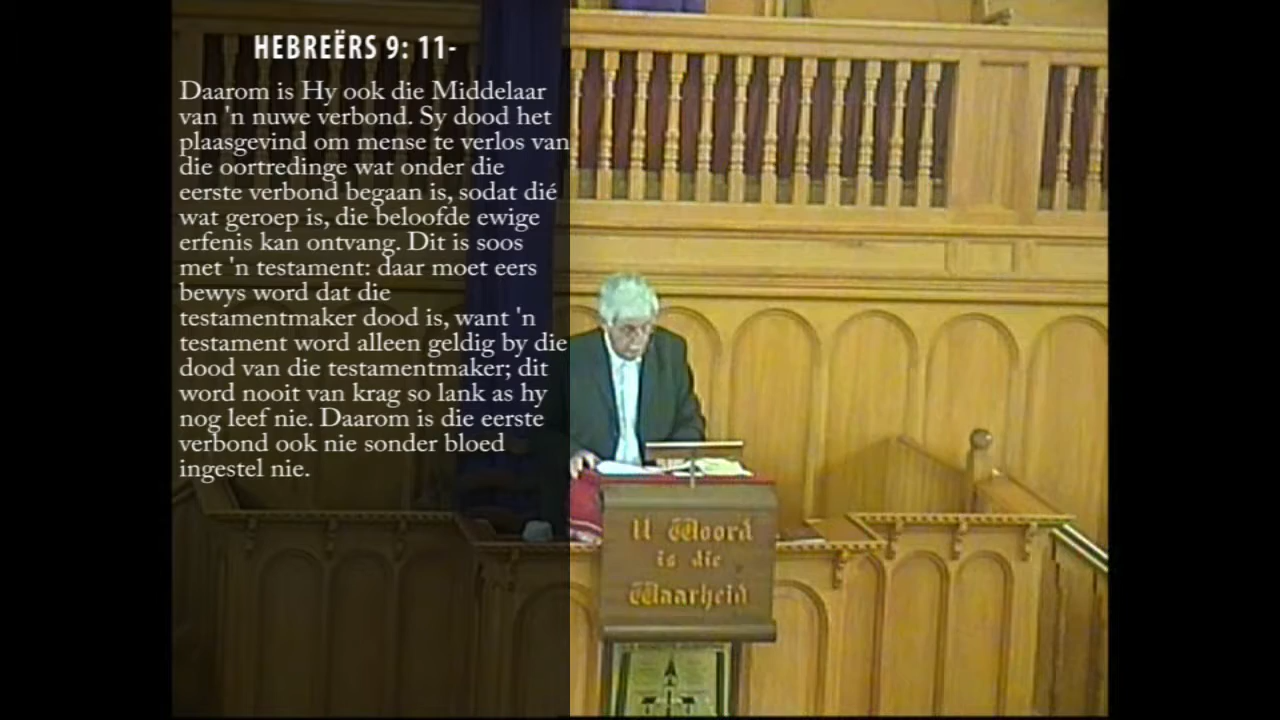 HEBREËRS 9: 11-
Daarom is Hy ook die Middelaar
van 'n nuwe verbond. Sy dood het
plaasgevind om mense te verlos van
die oortredinge wat onder die
eerste verbond begaan is, sodat dié
wat geroep is, die beloofde ewige
erfenis kan ontvang. Dit is soos
met 'n testament: daar moet eers
bewys word dat die
testamentmaker dood is, want 'n
testament word alleen geldig by die
dood van die testamentmaker; dit
word nooit van krag so lank as hy
nog leef nie. Daarom is die eerste
verbond ook nie sonder bloed
ingestel nie.
U Woord
is die
Waarheid